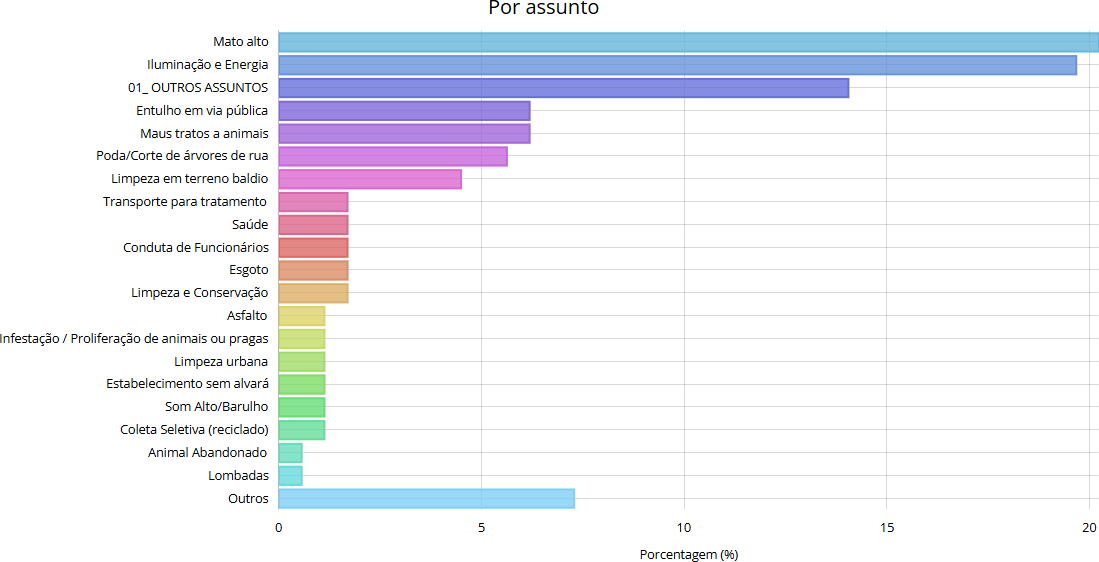 Por assunto
Mato alto
Iluminação e Energia
01_ OUTROS ASSUNTOS
Entulho em via pública
Maus tratos a animais
Poda/Corte de árvores de rua
Limpeza em terreno baldio
Transporte para tratamento
Saúde
Conduta de Funcionários
Esgoto
Limpeza e Conservação
Asfalto
Infestação / Proliferação de animais ou pragas
Limpeza urbana
Estabelecimento sem alvará
Som Alto/Barulho
Coleta Seletiva (reciclado)
Animal Abandonado
Lombadas
Outros
0 5 10 15 20
Porcentagem (%)